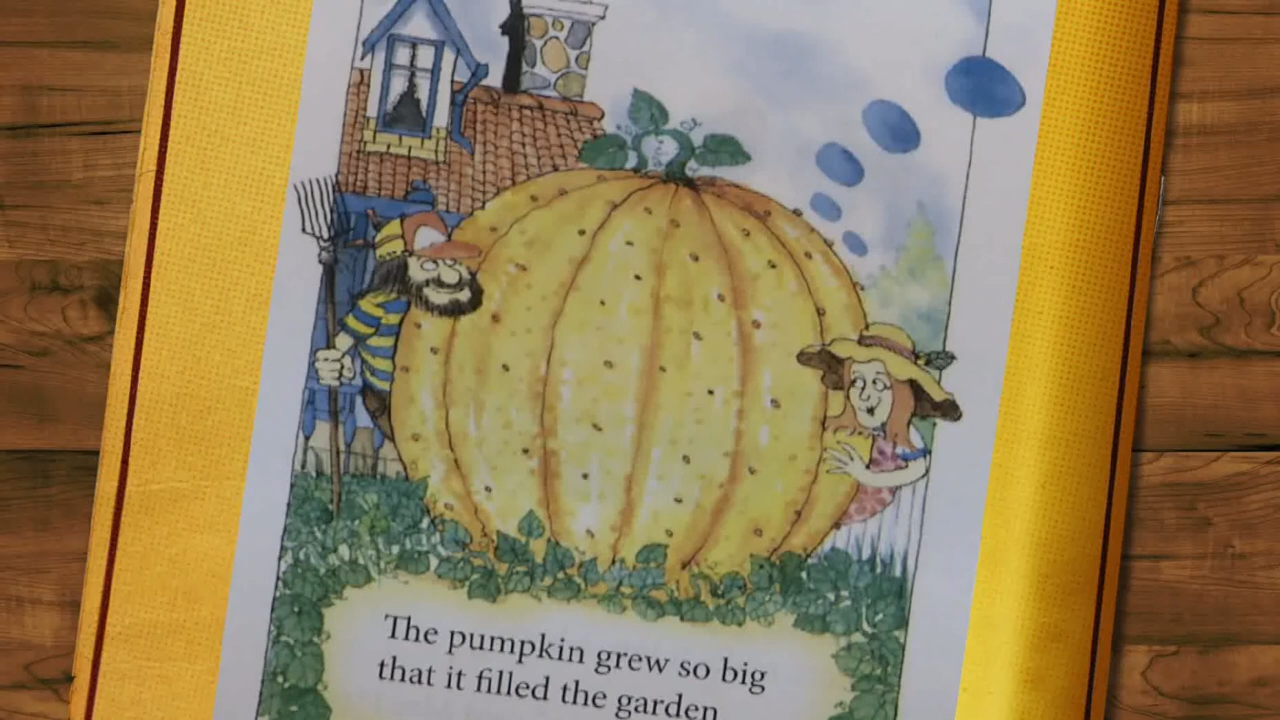 The pumpkin grew so big
that it filled the garden